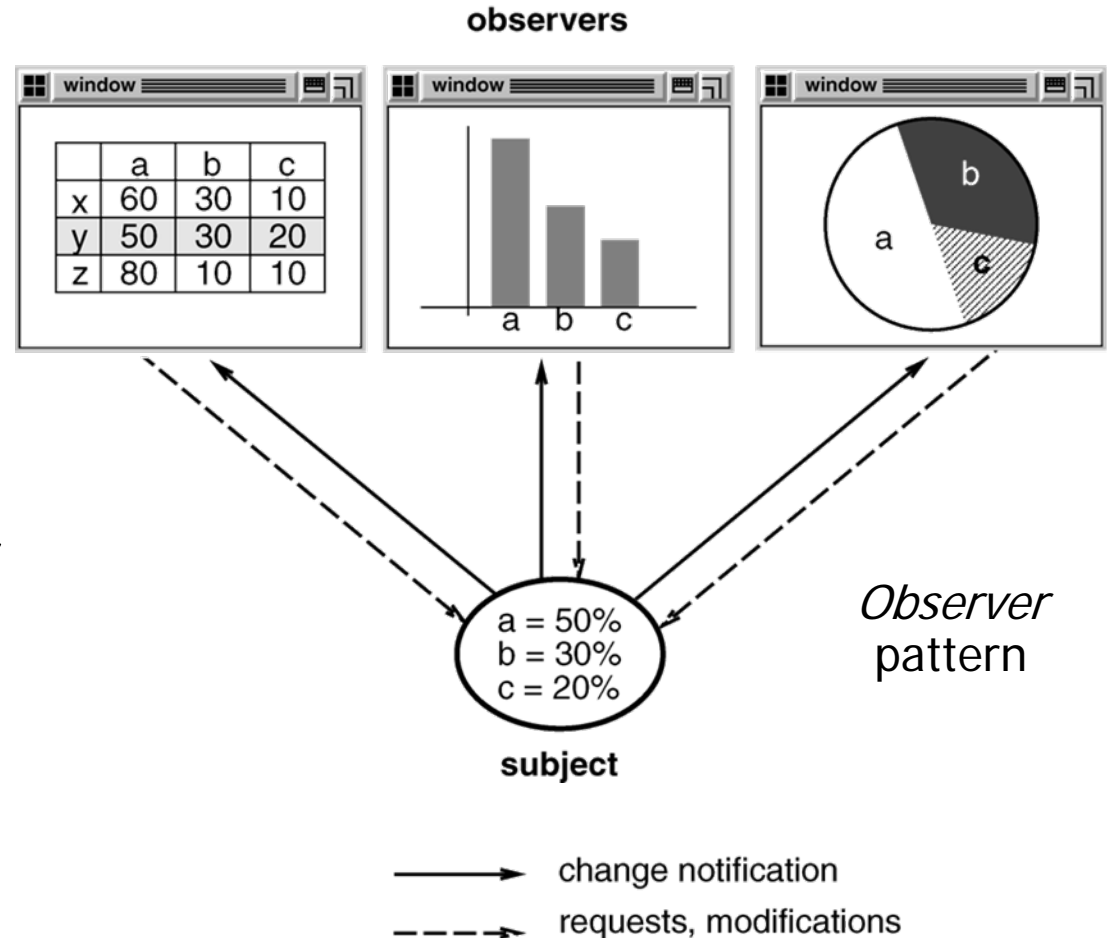 observers
window
window
window
a b c
x 60 30 10
y 50 30 20
z 80 10 10
a b c
a
b
c
a = 50%
b = 30%
c = 20%
subject
Observer
pattern
change notification
requests, modifications